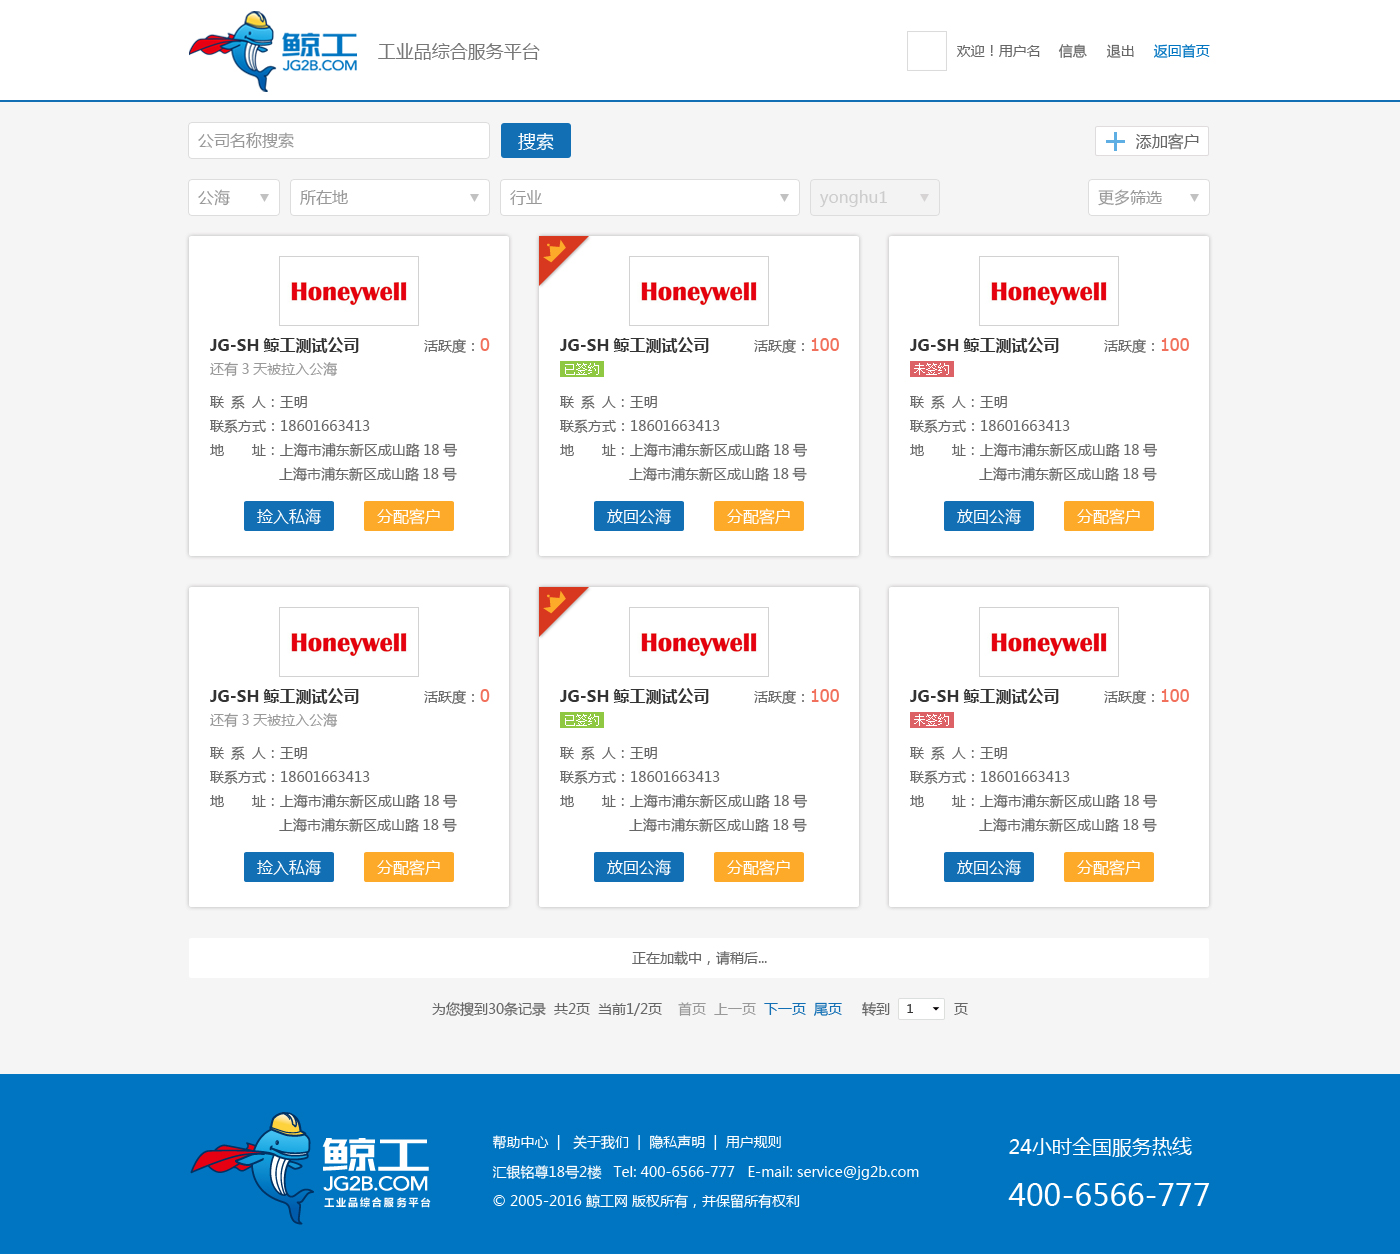 鲸工
JG2B.COM
工业品综合服务平台
欢迎！用户名 信息 退出 返回首页
公司名称搜索 搜索 添加客户
公海 所在地 行业 yonghu1 更多筛选
Honeywell
JG-SH 鲸工测试公司 活跃度：0
还有 3 天被拉入公海
联 系 人：王明
联系方式：18601663413
地 址：上海市浦东新区成山路 18 号
上海市浦东新区成山路 18 号
捡入私海 分配客户
Honeywell
JG-SH 鲸工测试公司 活跃度：100
已签约
联 系 人：王明
联系方式：18601663413
地 址：上海市浦东新区成山路 18 号
上海市浦东新区成山路 18 号
放回公海 分配客户
Honeywell
JG-SH 鲸工测试公司 活跃度：100
未签约
联 系 人：王明
联系方式：18601663413
地 址：上海市浦东新区成山路 18 号
上海市浦东新区成山路 18 号
放回公海 分配客户
Honeywell
JG-SH 鲸工测试公司 活跃度：0
还有 3 天被拉入公海
联 系 人：王明
联系方式：18601663413
地 址：上海市浦东新区成山路 18 号
上海市浦东新区成山路 18 号
捡入私海 分配客户
Honeywell
JG-SH 鲸工测试公司 活跃度：100
已签约
联 系 人：王明
联系方式：18601663413
地 址：上海市浦东新区成山路 18 号
上海市浦东新区成山路 18 号
放回公海 分配客户
Honeywell
JG-SH 鲸工测试公司 活跃度：100
未签约
联 系 人：王明
联系方式：18601663413
地 址：上海市浦东新区成山路 18 号
上海市浦东新区成山路 18 号
放回公海 分配客户
正在加载中，请稍后...
为您搜到30条记录 共2页 当前1/2页 首页 上一页 下一页 尾页 转到 1 页
鲸工
JG2B.COM
工业品综合服务平台
帮助中心 | 关于我们 | 隐私声明 | 用户规则
汇银铭尊18号2楼 Tel: 400-6566-777 E-mail: service@jg2b.com
© 2005-2016 鲸工网 版权所有，并保留所有权利
24小时全国服务热线
400-6566-777